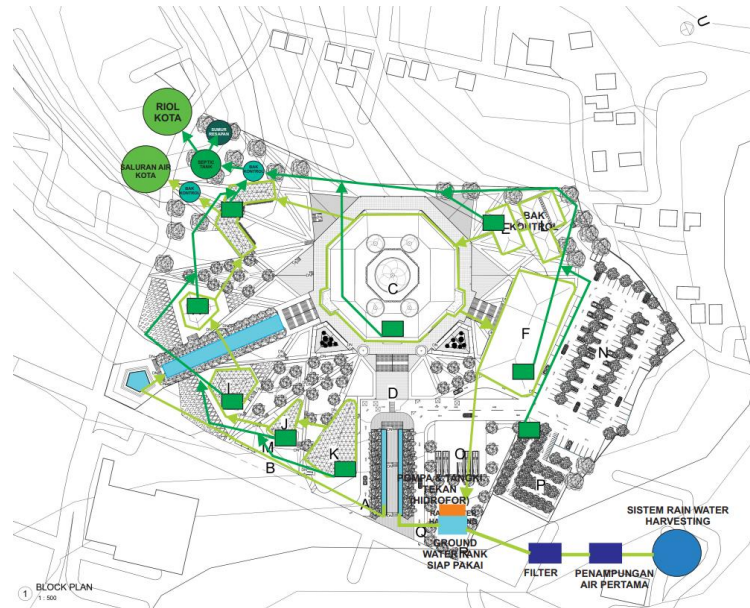 U
RIOL
KOTA
SUMUR
RESAPAN
SALURAN AIR
KOTA
SEPTIC
TANK
BAK
KONTROL
BAK
KONTROL
E
BAK
KONTROL
C
F
N
D
I
J
M
B
K
O
P
A
POMPA & TANGKI
TEKAN
(HIDROFOR)
Q
R
GROUND
WATER TANK
SIAP PAKAI
SISTEM RAIN WATER
HARVESTING
FILTER
PENAMPUNGAN
AIR PERTAMA
1
BLOCK PLAN
1 : 500